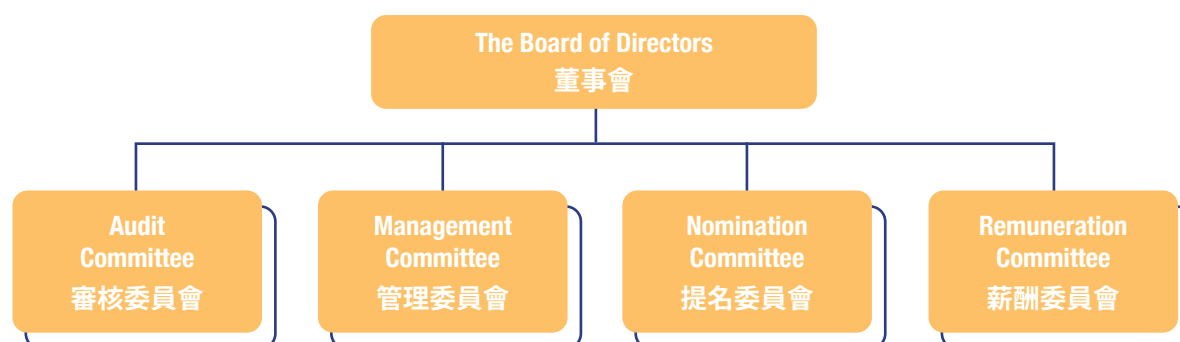 The Board of Directors
董事會
Audit
Committee
審核委員會
Management
Committee
管理委員會
Nomination
Committee
提名委員會
Remuneration
Committee
薪酬委員會